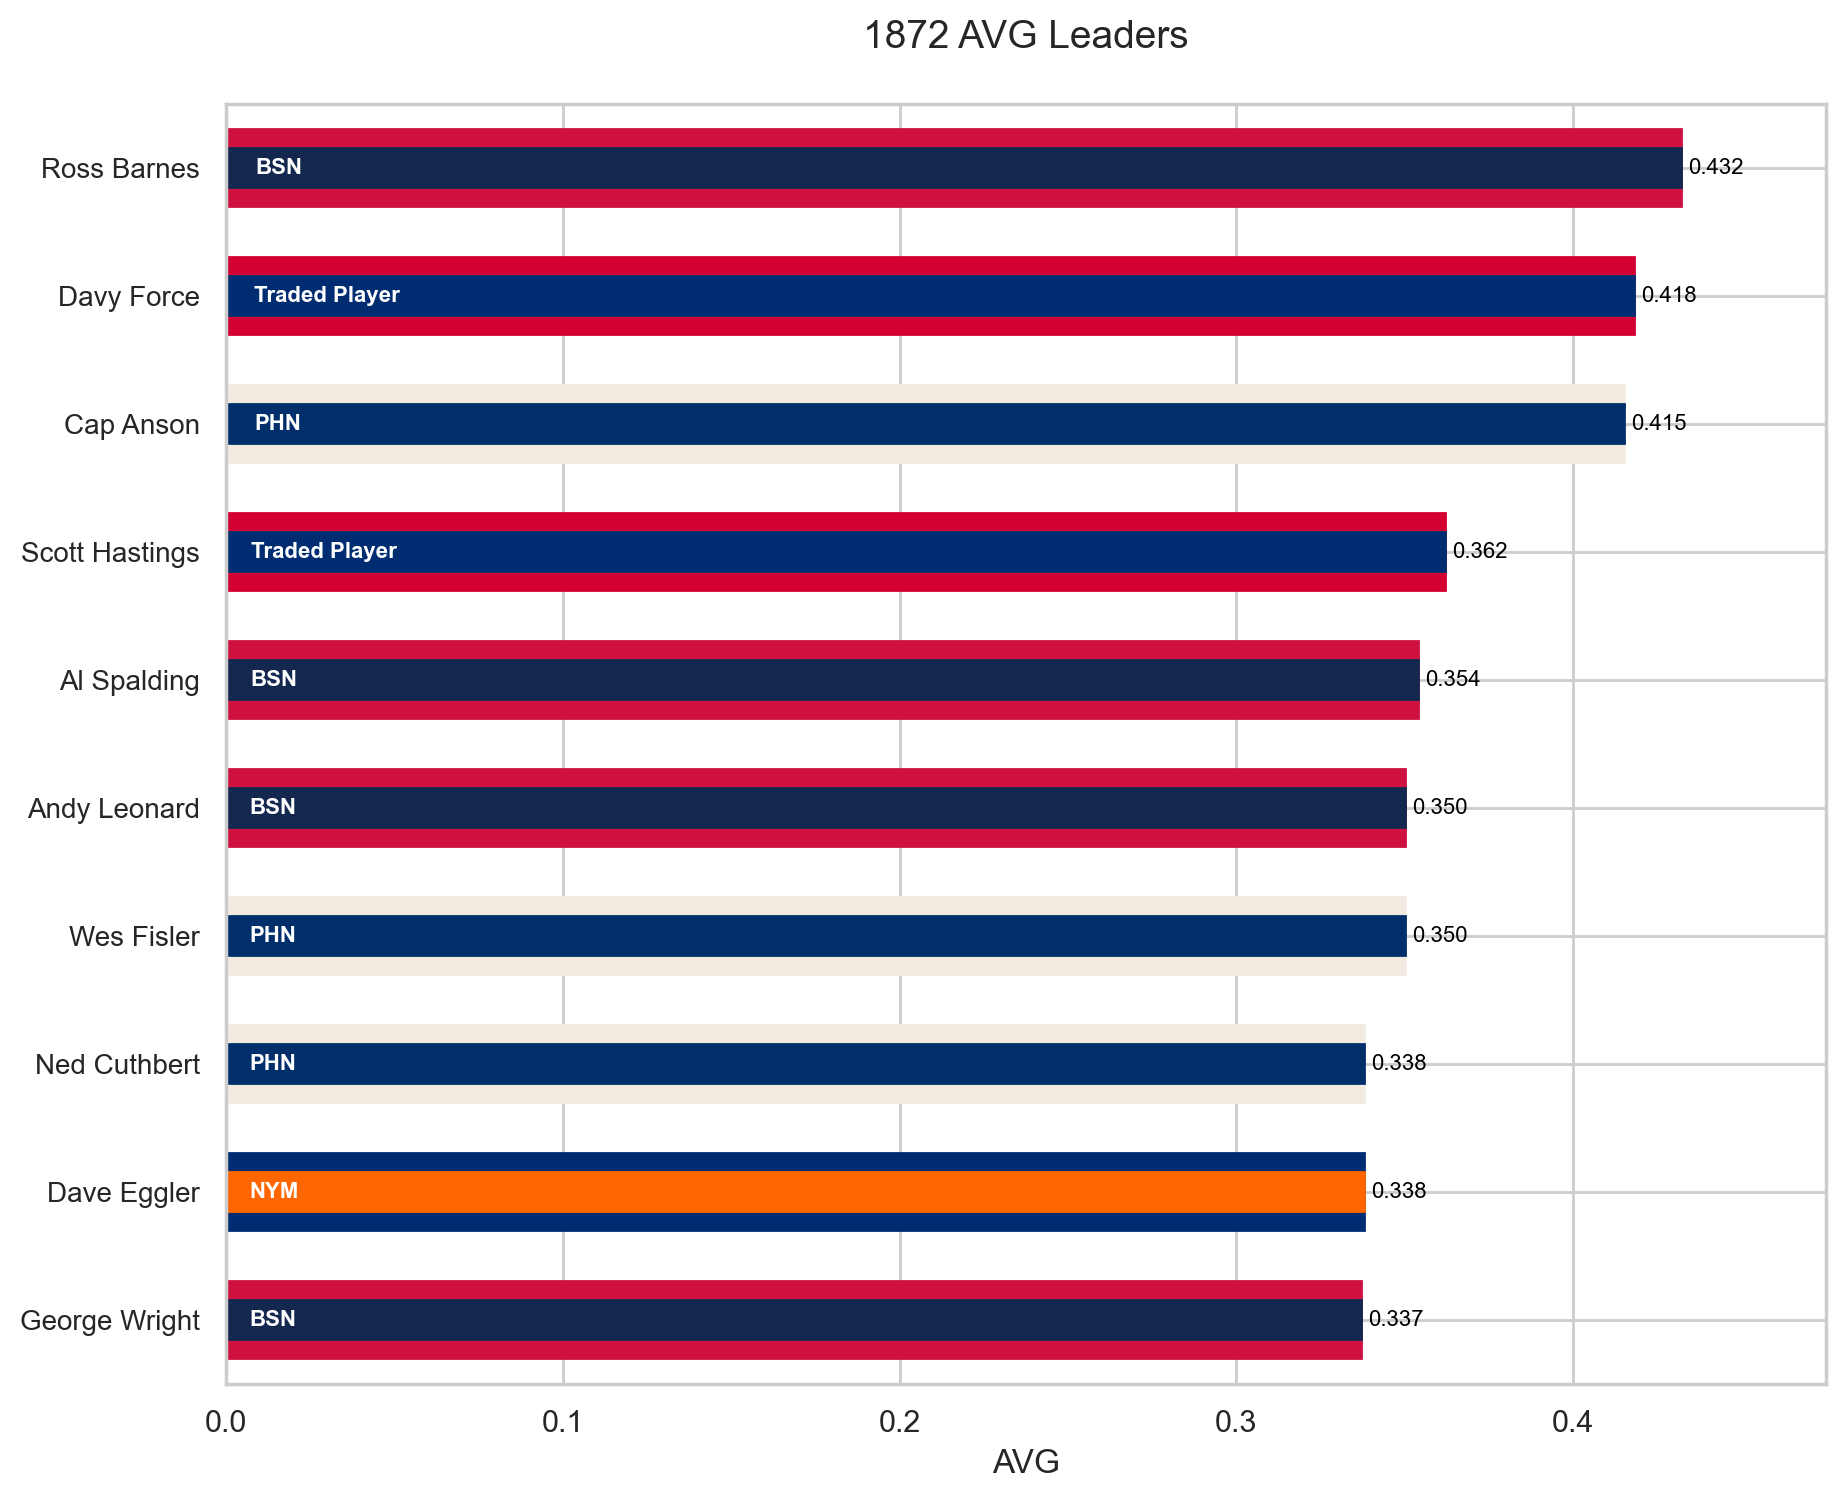 1872 AVG Leaders
Ross Barnes BSN 0.432
Davy Force Traded Player 0.418
Cap Anson PHN 0.415
Scott Hastings Traded Player 0.362
Al Spalding BSN 0.354
Andy Leonard BSN 0.350
Wes Fisler PHN 0.350
Ned Cuthbert PHN 0.338
Dave Eggler NYM 0.338
George Wright BSN 0.337
0.0 0.1 0.2 0.3 0.4
AVG